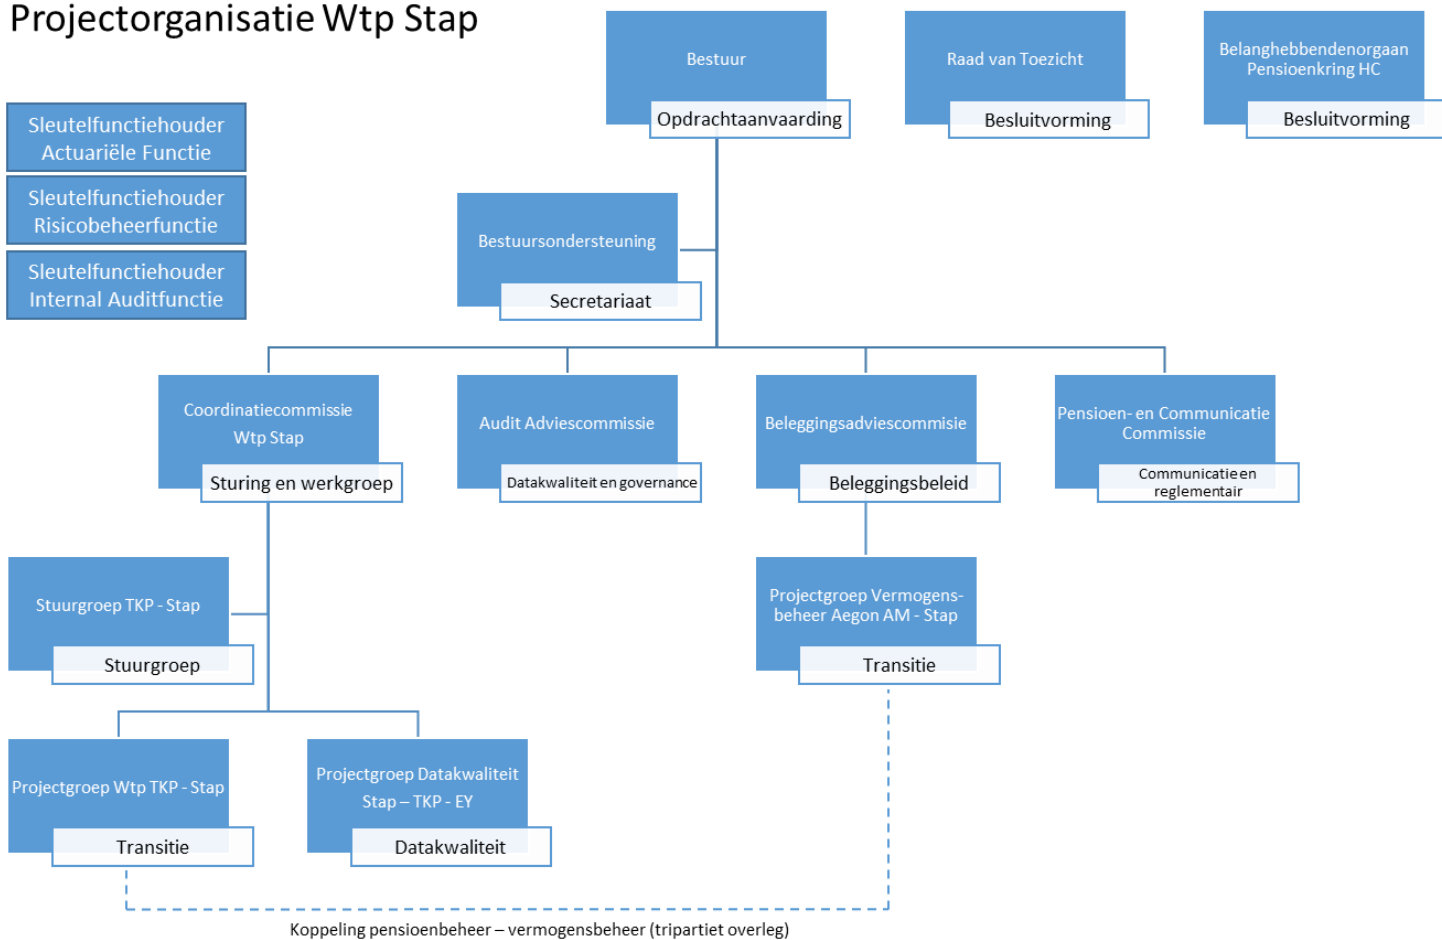 Projectorganisatie Wtp Stap
Bestuur
Opdrachtaanvaarding
Raad van Toezicht
Besluitvorming
Belanghebbendenorgaan
Pensioenkring HC
Besluitvorming
Sleutelfunctiehouder
Actuariële Functie
Sleutelfunctiehouder
Risicobeheerfunctie
Sleutelfunctiehouder
Internal Auditfunctie
Bestuursondersteuning
Secretariaat
Coordinatiecommissie
Wtp Stap
Sturing en werkgroep
Audit Adviescommissie
Datakwaliteit en governance
Beleggingsadviescommisie
Beleggingsbeleid
Pensioen- en Communicatie
Commissie
Communicatie en
reglementair
Stuurgroep TKP - Stap
Stuurgroep
Projectgroep Vermogens-
beheer Aegon AM - Stap
Transitie
Projectgroep Wtp TKP - Stap
Transitie
Projectgroep Datakwaliteit
Stap – TKP - EY
Datakwaliteit
Koppeling pensioenbeheer – vermogensbeheer (tripartiet overleg)